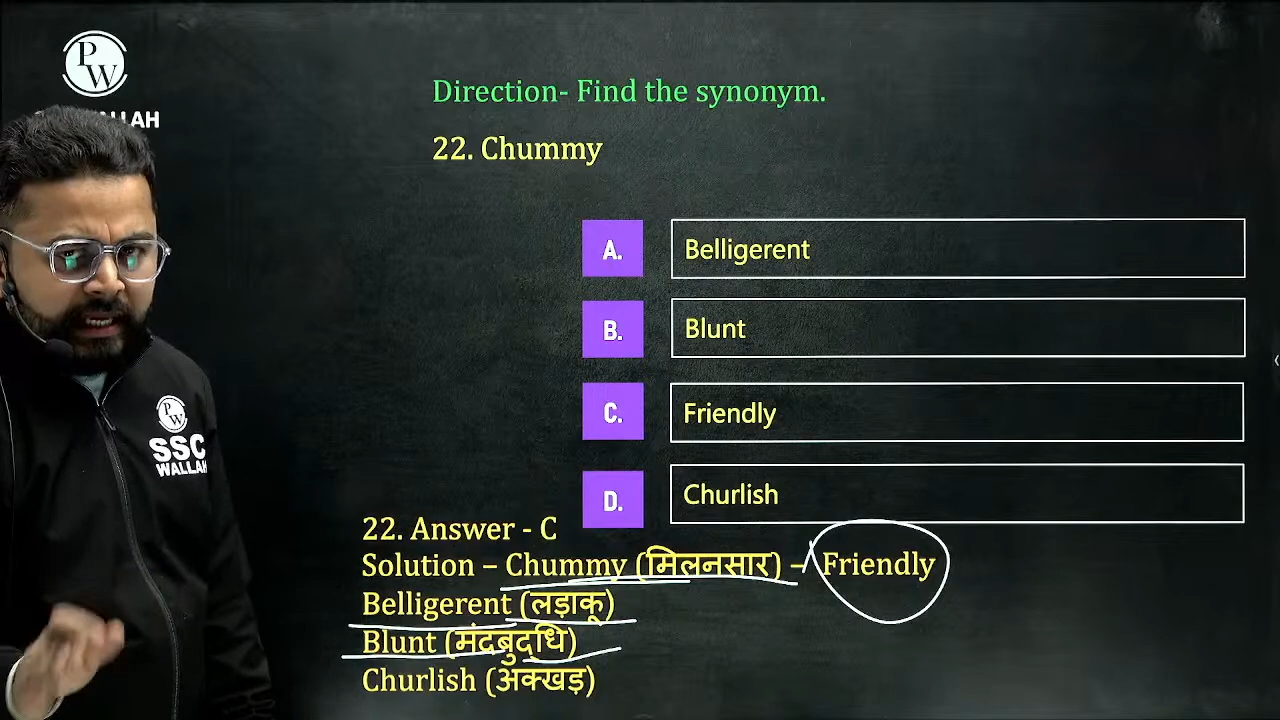 PW
Direction- Find the synonym.
WALLAH
22. Chummy
A. Belligerent
B. Blunt
C. Friendly
PW
SSC
WALLAH
D. Churlish
22. Answer - C
Solution – Chummy (मिलनसार) – Friendly
Belligerent (लड़ाकू)
Blunt (मंदबुद्धि)
Churlish (अक्खड़)